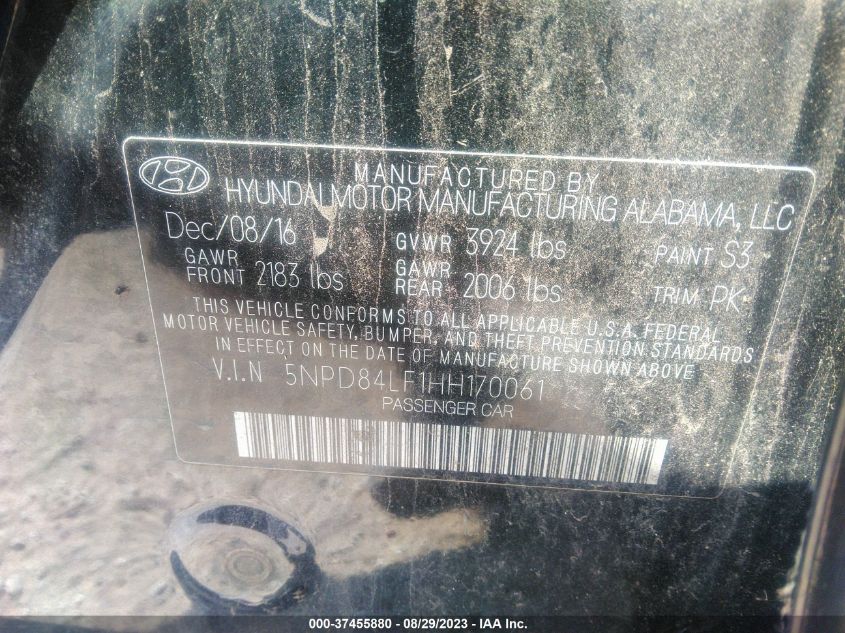 MANUFACTURED BY
HYUNDAI MOTOR MANUFACTURING ALABAMA, LLC
Dec/08/16 GVWR 3924 lbs PAINT S3
GAWR FRONT 2183 lbs GAWR REAR 2006 lbs TRIM PK
THIS VEHICLE CONFORMS TO ALL APPLICABLE U.S.A. FEDERAL
MOTOR VEHICLE SAFETY, BUMPER, AND THEFT PREVENTION STANDARDS
IN EFFECT ON THE DATE OF MANUFACTURE SHOWN ABOVE.
V.I.N 5NPD84LF1HH170061
PASSENGER CAR
000-37455880 - 08/29/2023 - IAA Inc.